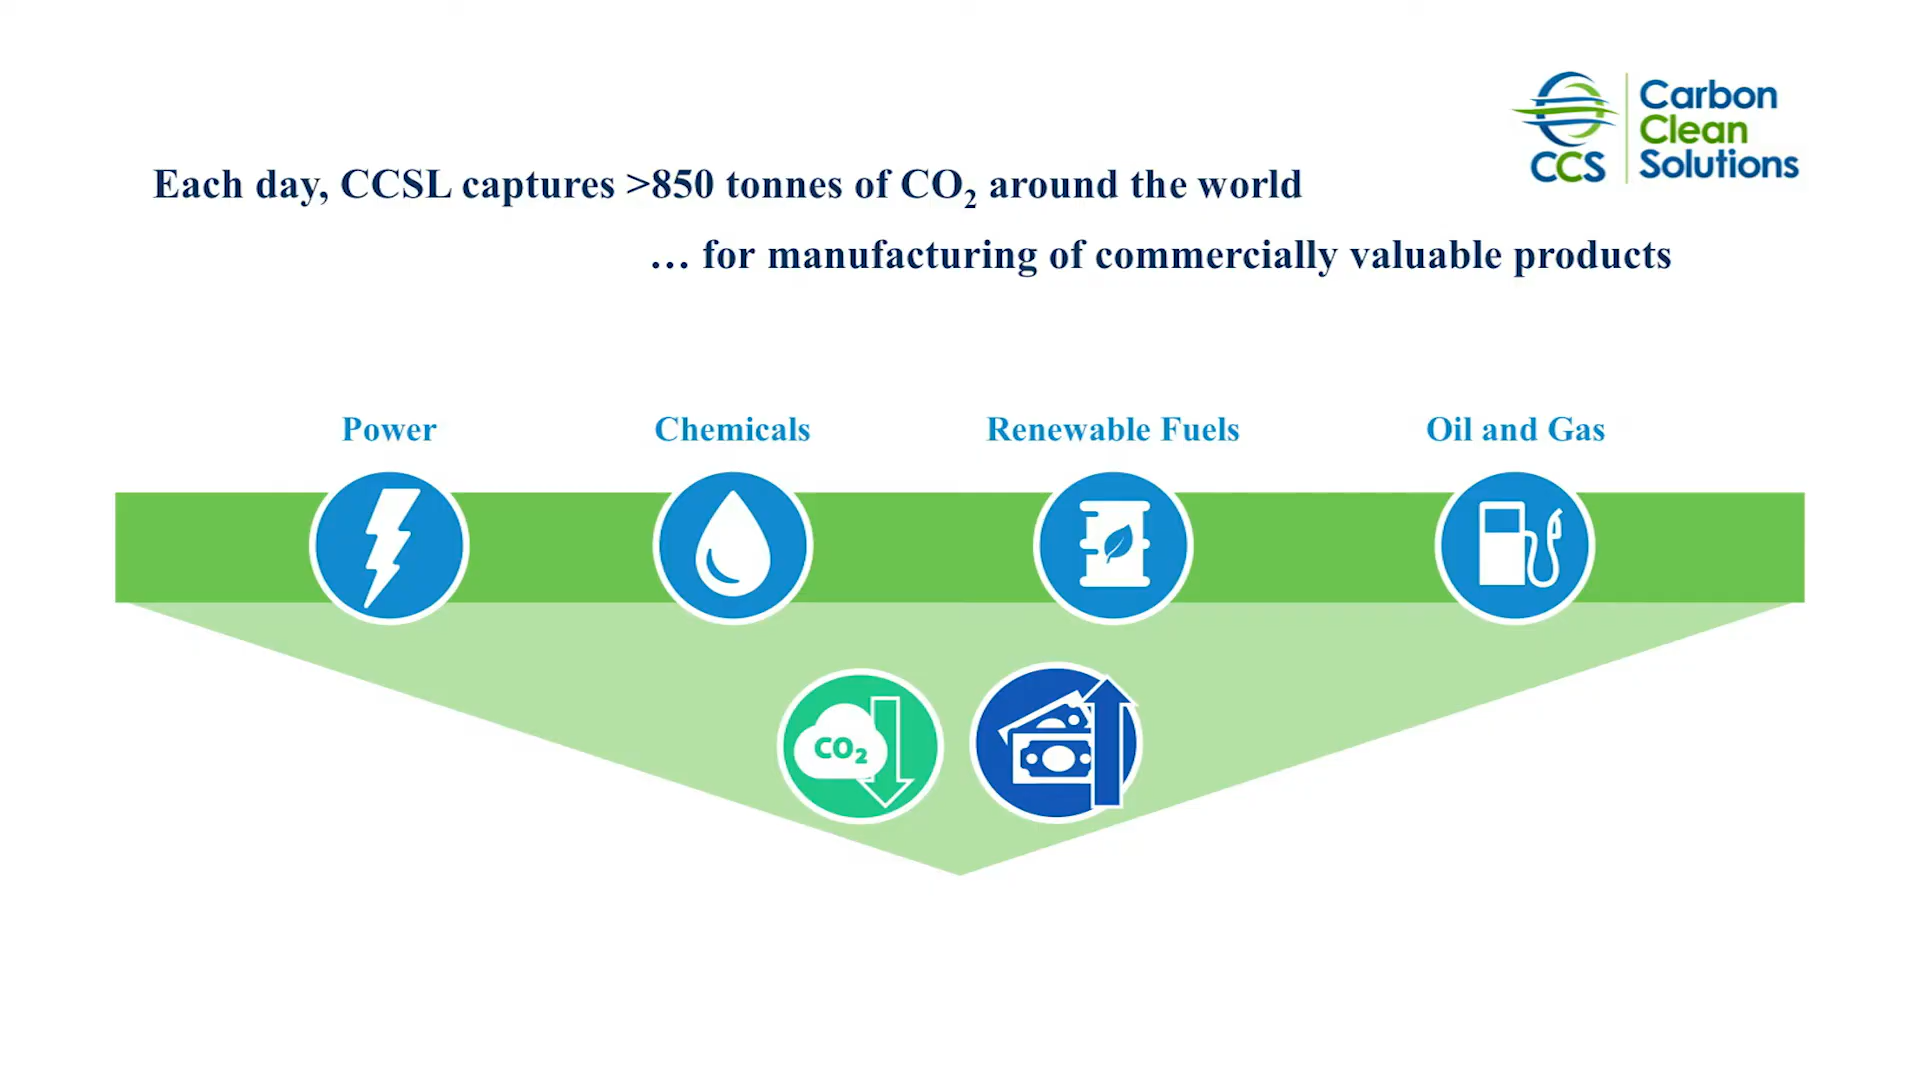 Carbon
Clean
Solutions
CCS
Each day, CCSL captures >850 tonnes of CO₂ around the world
… for manufacturing of commercially valuable products
Power
Chemicals
Renewable Fuels
Oil and Gas
CO₂